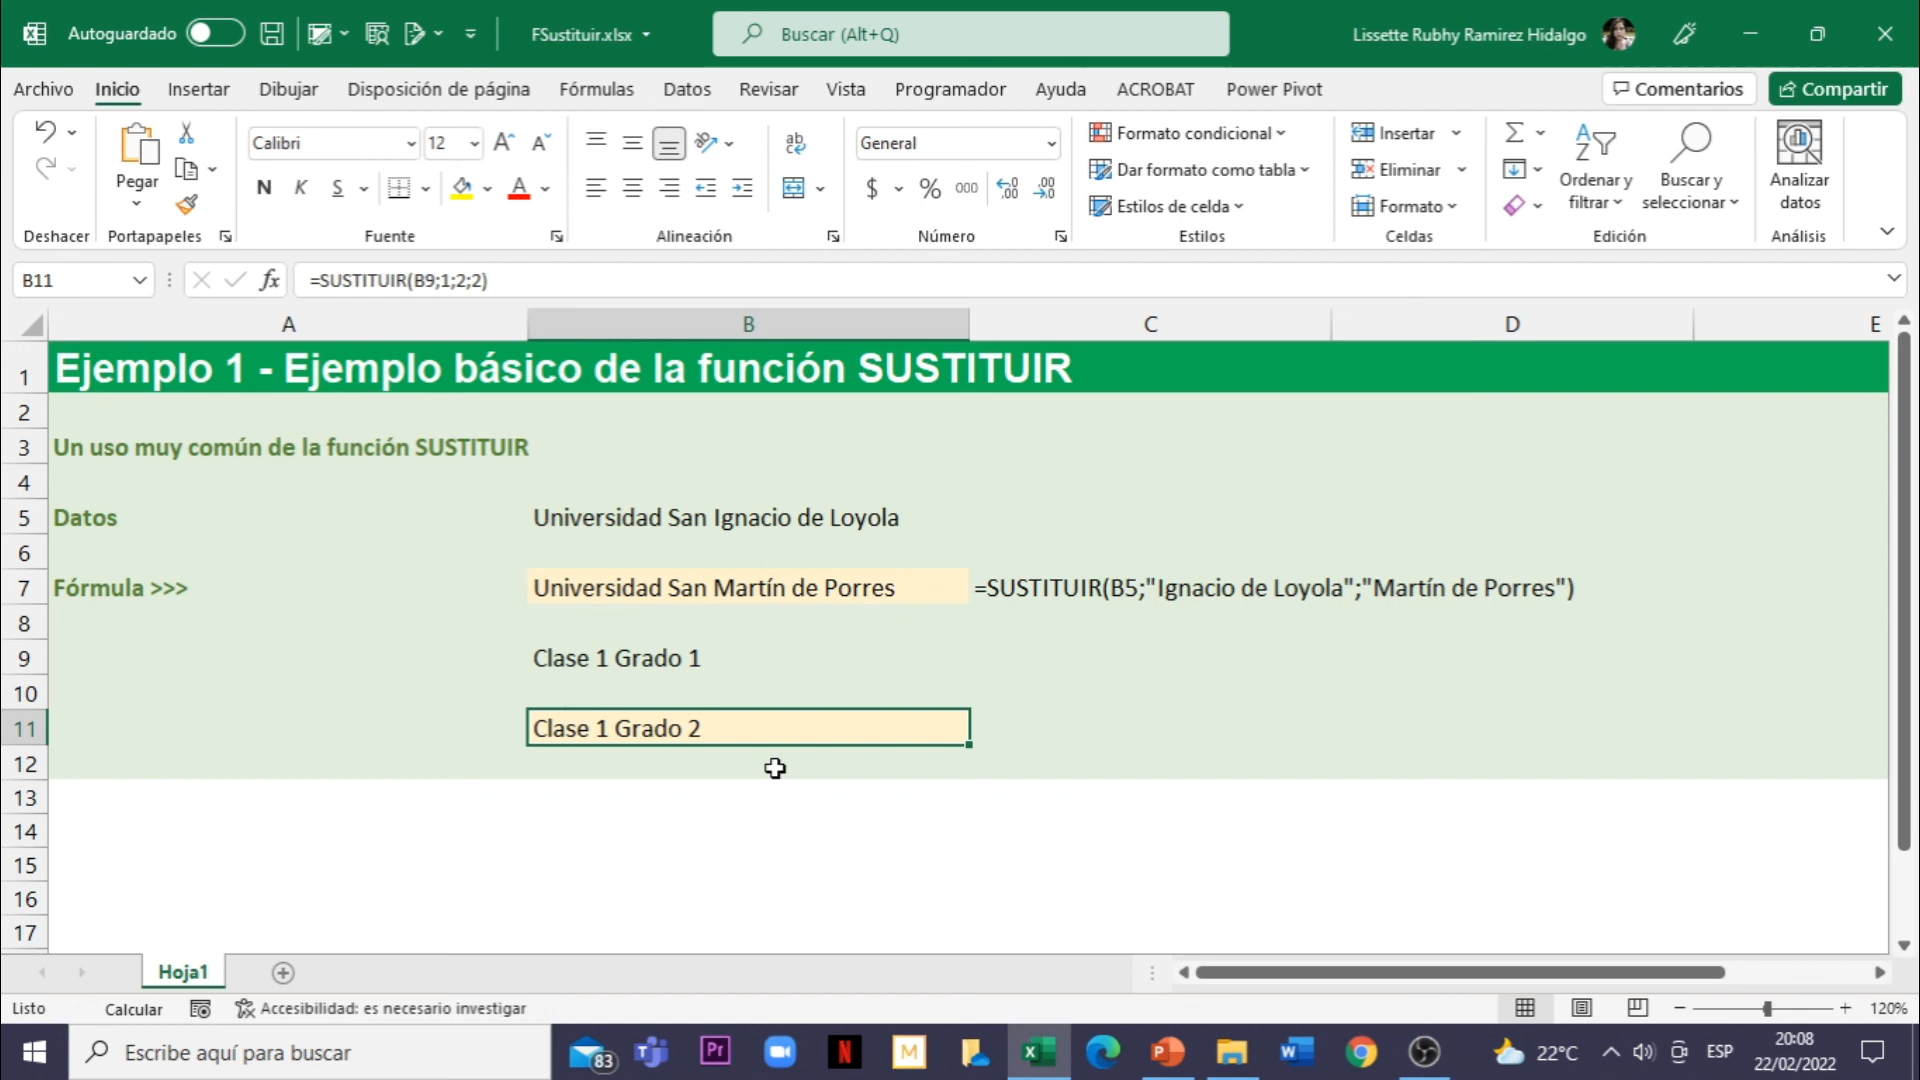 Autoguardado
FSustituir.xlsx
Buscar (Alt+Q)
Lissette Rubhy Ramirez Hidalgo
Archivo Inicio Insertar Dibujar Disposición de página Fórmulas Datos Revisar Vista Programador Ayuda ACROBAT Power Pivot Comentarios Compartir
Calibri 12 General
Pegar
N K S
$ % 000
Formato condicional
Dar formato como tabla
Estilos de celda
Insertar
Eliminar
Formato
Ordenar y filtrar
Buscar y seleccionar
Analizar datos
Deshacer Portapapeles Fuente Alineación Número Estilos Celdas Edición Análisis
B11 fx =SUSTITUIR(B9;1;2;2)
A B C D E
1 Ejemplo 1 - Ejemplo básico de la función SUSTITUIR
2
3 Un uso muy común de la función SUSTITUIR
4
5 Datos Universidad San Ignacio de Loyola
6
7 Fórmula >>> Universidad San Martín de Porres =SUSTITUIR(B5;"Ignacio de Loyola";"Martín de Porres")
8
9 Clase 1 Grado 1
10
11 Clase 1 Grado 2
12
13
14
15
16
17
Hoja1
Listo Calcular Accesibilidad: es necesario investigar 120%
Escribe aquí para buscar
83
Pr
N
M
22°C
ESP
20:08
22/02/2022